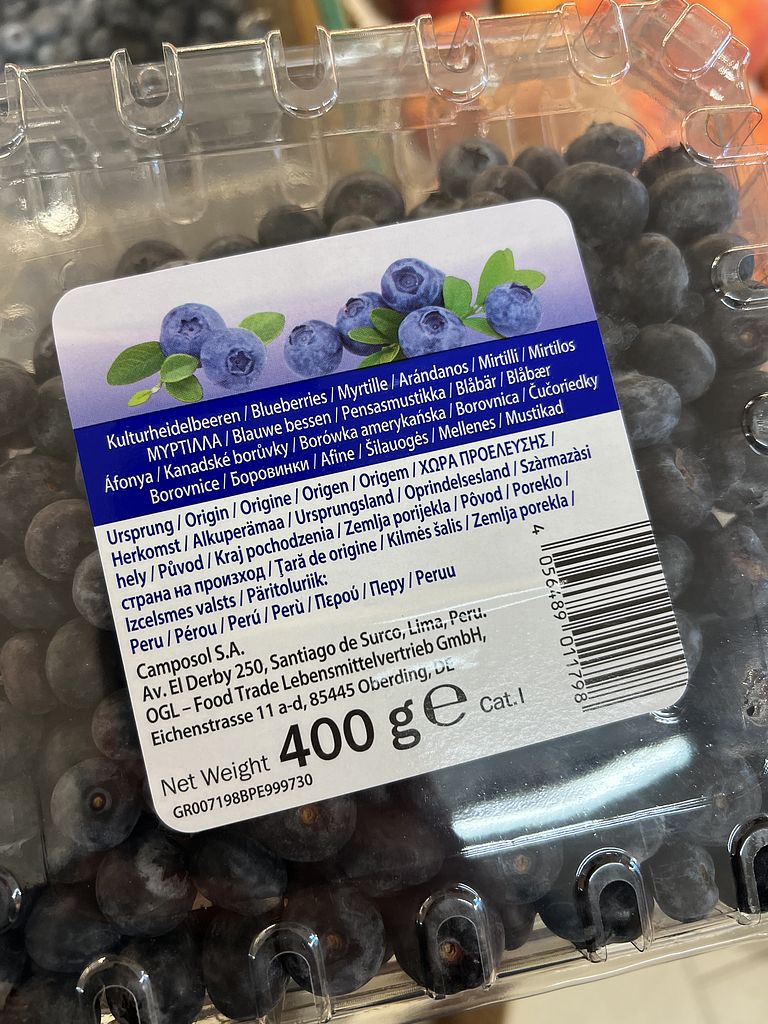 Kulturheidelbeeren / Blueberries / Myrtille / Arándanos / Mirtilli / Mirtilos
ΜΥΡΤΙΛΛΑ / Blauwe bessen / Pensasmustikka / Blåbär / Blåbær
Áfonya / Kanadské borůvky / Borówka amerykańska / Borovnica / Čučoriedky
Borovnice / Боровинки / Afine / Šilauogės / Mellenes / Mustikad
Ursprung / Origin / Origine / Origen / Origem / ΧΩΡΑ ΠΡΟΕΛΕΥΣΗΣ /
Herkomst / Alkuperämaa / Ursprungsland / Oprindelsesland / Szàrmazàsi
hely / Původ / Kraj pochodzenia / Zemlja porijekla / Pôvod / Poreklo /
страна на произход / Țară de origine / Kilmės šalis / Zemlja porekla /
Izcelsmes valsts / Päritoluriik:
Peru / Pérou / Perú / Perù / Περού / Перу / Peruu
Camposol S.A.
Av. El Derby 250, Santiago de Surco, Lima, Peru.
OGL – Food Trade Lebensmittelvertrieb GmbH,
Eichenstrasse 11 a-d, 85445 Oberding, DE
Net Weight 400 g ℮ Cat.I
GR007198BPE999730
4 056489 011798